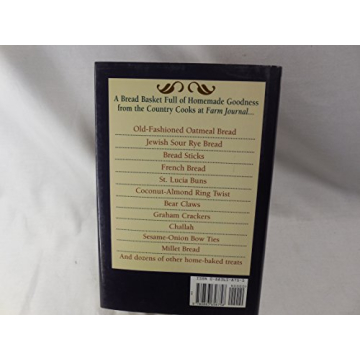 A Bread Basket Full of Homemade Goodness
from the Country Cooks at Farm Journal...
Old-Fashioned Oatmeal Bread
Jewish Sour Rye Bread
Bread Sticks
French Bread
St. Lucia Buns
Coconut-Almond Ring Twist
Bear Claws
Graham Crackers
Challah
Sesame-Onion Bow Ties
Millet Bread
And dozens of other home-baked treats